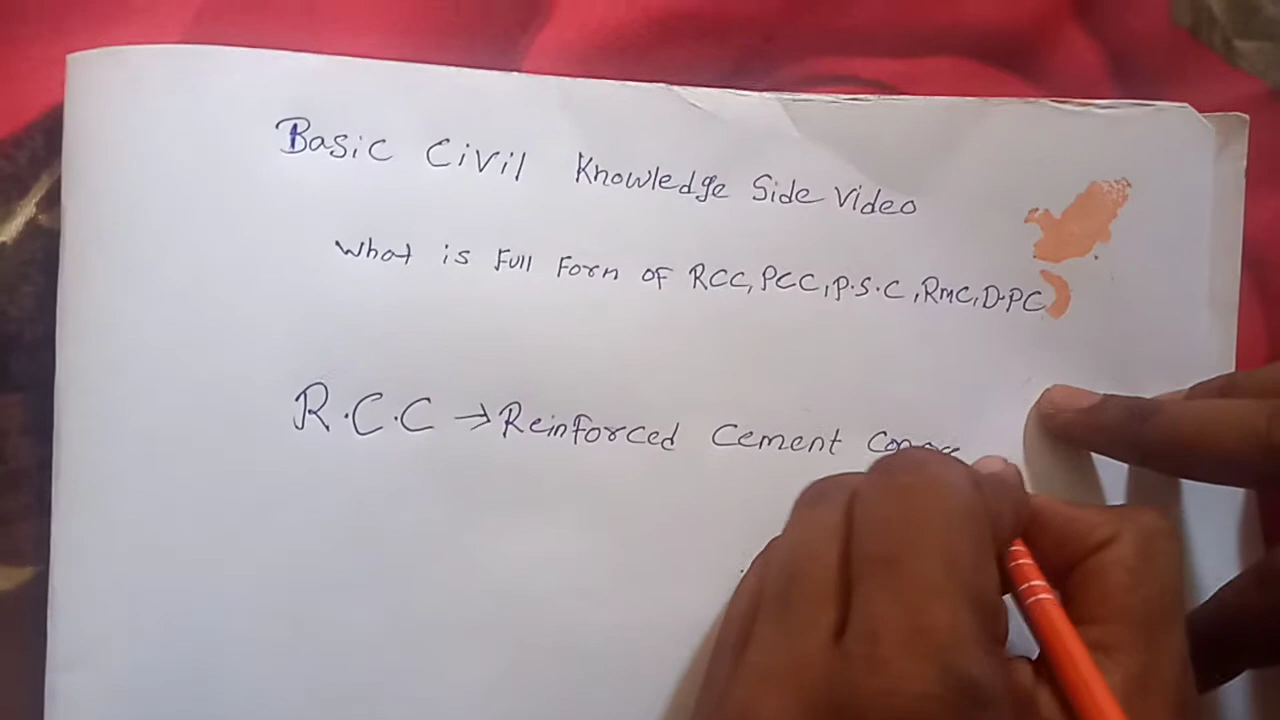 Basic Civil Knowledge Side Video
What is Full Form of RCC, PCC, P.S.C, RmC, D.PC
R.C.C → Reinforced Cement